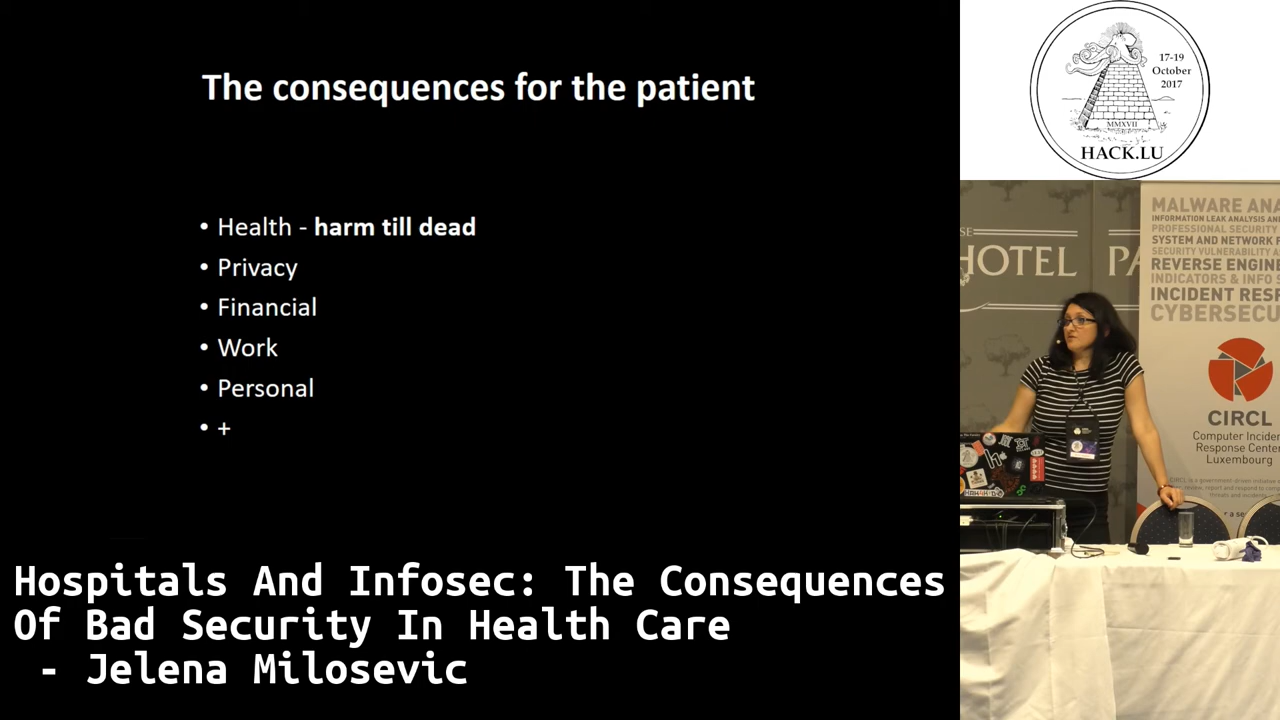 The consequences for the patient
• Health - harm till dead
• Privacy
• Financial
• Work
• Personal
• +
Hospitals And Infosec: The Consequences
Of Bad Security In Health Care
- Jelena Milosevic
17-19
October
2017
MMXVII
HACK.LU
HOTEL
PA
MALWARE ANA
INFORMATION LEAK ANALYSIS AN
PROFESSIONAL SECURITY
SYSTEM AND NETWORK F
SECURITY VULNERABILITY A
REVERSE ENGINE
INDICATORS & INFO S
INCIDENT RESP
CYBERSECU
CIRCL
Computer Inciden
Response Center
Luxembourg